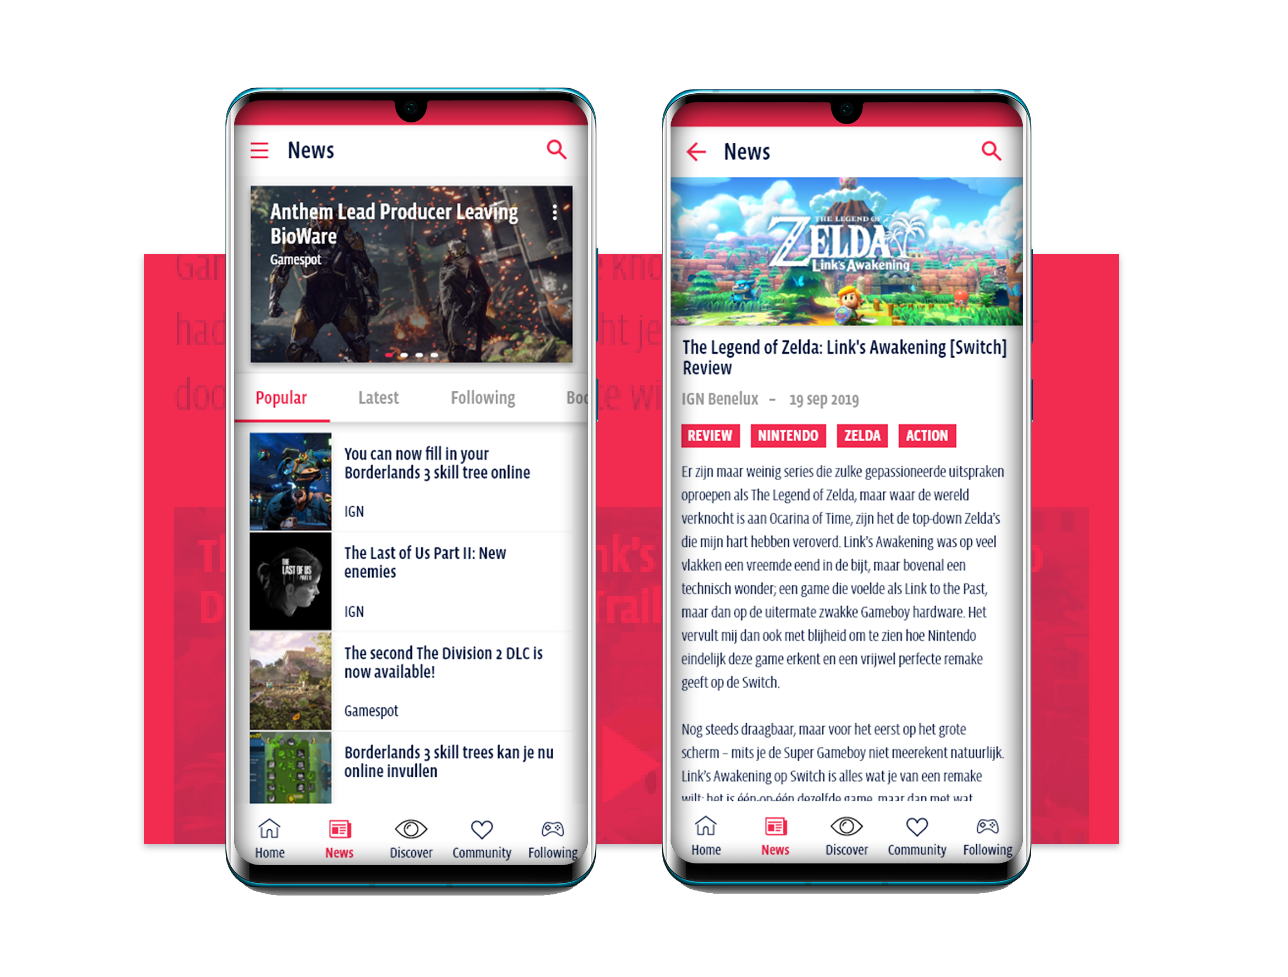 News
Anthem Lead Producer Leaving
BioWare
Gamespot
Popular
Latest
Following
You can now fill in your
Borderlands 3 skill tree online
IGN
THE
LAST OF US
PART II
The Last of Us Part II: New
enemies
IGN
The second The Division 2 DLC is
now available!
Gamespot
Borderlands 3 skill trees kan je nu
online invullen
Home
News
Discover
Community
Following
News
THE LEGEND OF
ZELDA
Link's Awakening
The Legend of Zelda: Link's Awakening [Switch]
Review
IGN Benelux – 19 sep 2019
REVIEW
NINTENDO
ZELDA
ACTION
Er zijn maar weinig series die zulke gepassioneerde uitspraken
oproepen als The Legend of Zelda, maar waar de wereld
verknocht is aan Ocarina of Time, zijn het de top-down Zelda's
die mijn hart hebben veroverd. Link's Awakening was op veel
vlakken een vreemde eend in de bijt, maar bovenal een
technisch wonder; een game die voelde als Link to the Past,
maar dan op de uitermate zwakke Gameboy hardware. Het
vervult mij dan ook met blijheid om te zien hoe Nintendo
eindelijk deze game erkent en een vrijwel perfecte remake
geeft op de Switch.
Nog steeds draagbaar, maar voor het eerst op het grote
scherm – mits je de Super Gameboy niet meerekent natuurlijk.
Link's Awakening op Switch is alles wat je van een remake
wilt: het is één-op-één dezelfde game, maar dan met wat
Home
News
Discover
Community
Following